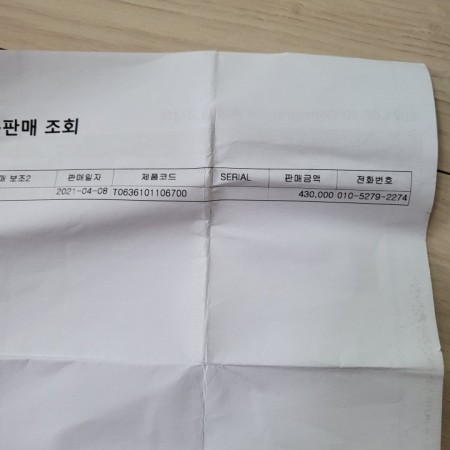 판매 조회
매 보조2 판매일자 제품코드 SERIAL 판매금액 전화번호
2021-04-08 T0636101106700 430,000 010-5279-2274